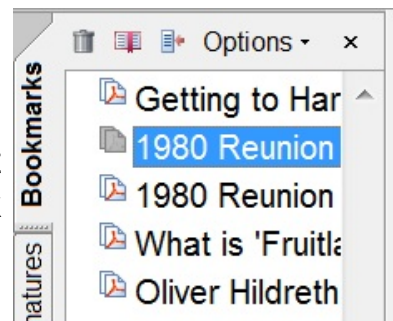 Options
Bookmarks
Getting to Har
1980 Reunion
1980 Reunion
What is 'Fruitla
Oliver Hildreth
natures